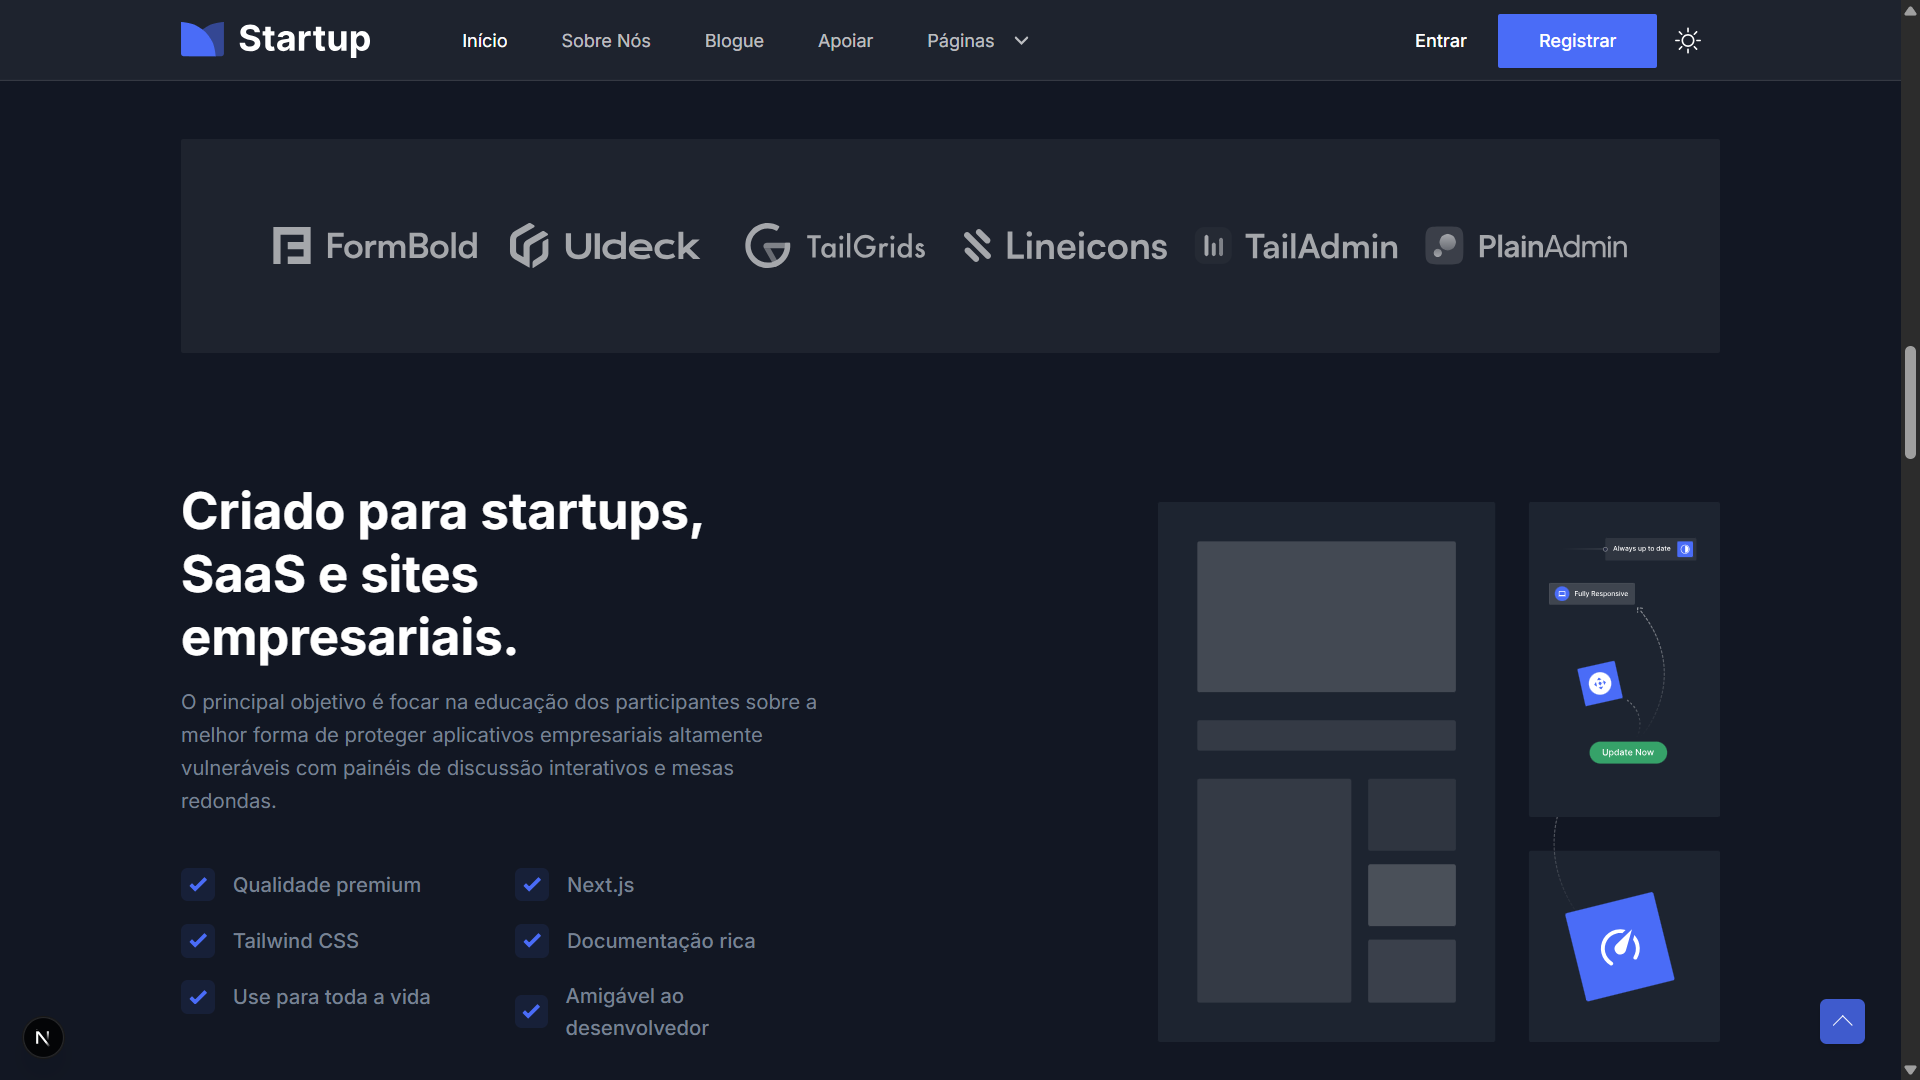 Startup
Início
Sobre Nós
Blogue
Apoiar
Páginas
Entrar
Registrar
FormBold
UIdeck
TailGrids
Lineicons
TailAdmin
PlainAdmin
Criado para startups,
SaaS e sites
empresariais.
O principal objetivo é focar na educação dos participantes sobre a
melhor forma de proteger aplicativos empresariais altamente
vulneráveis com painéis de discussão interativos e mesas
redondas.
Qualidade premium
Next.js
Tailwind CSS
Documentação rica
Use para toda a vida
Amigável ao
desenvolvedor
Always up to date
Fully Responsive
Update Now
N